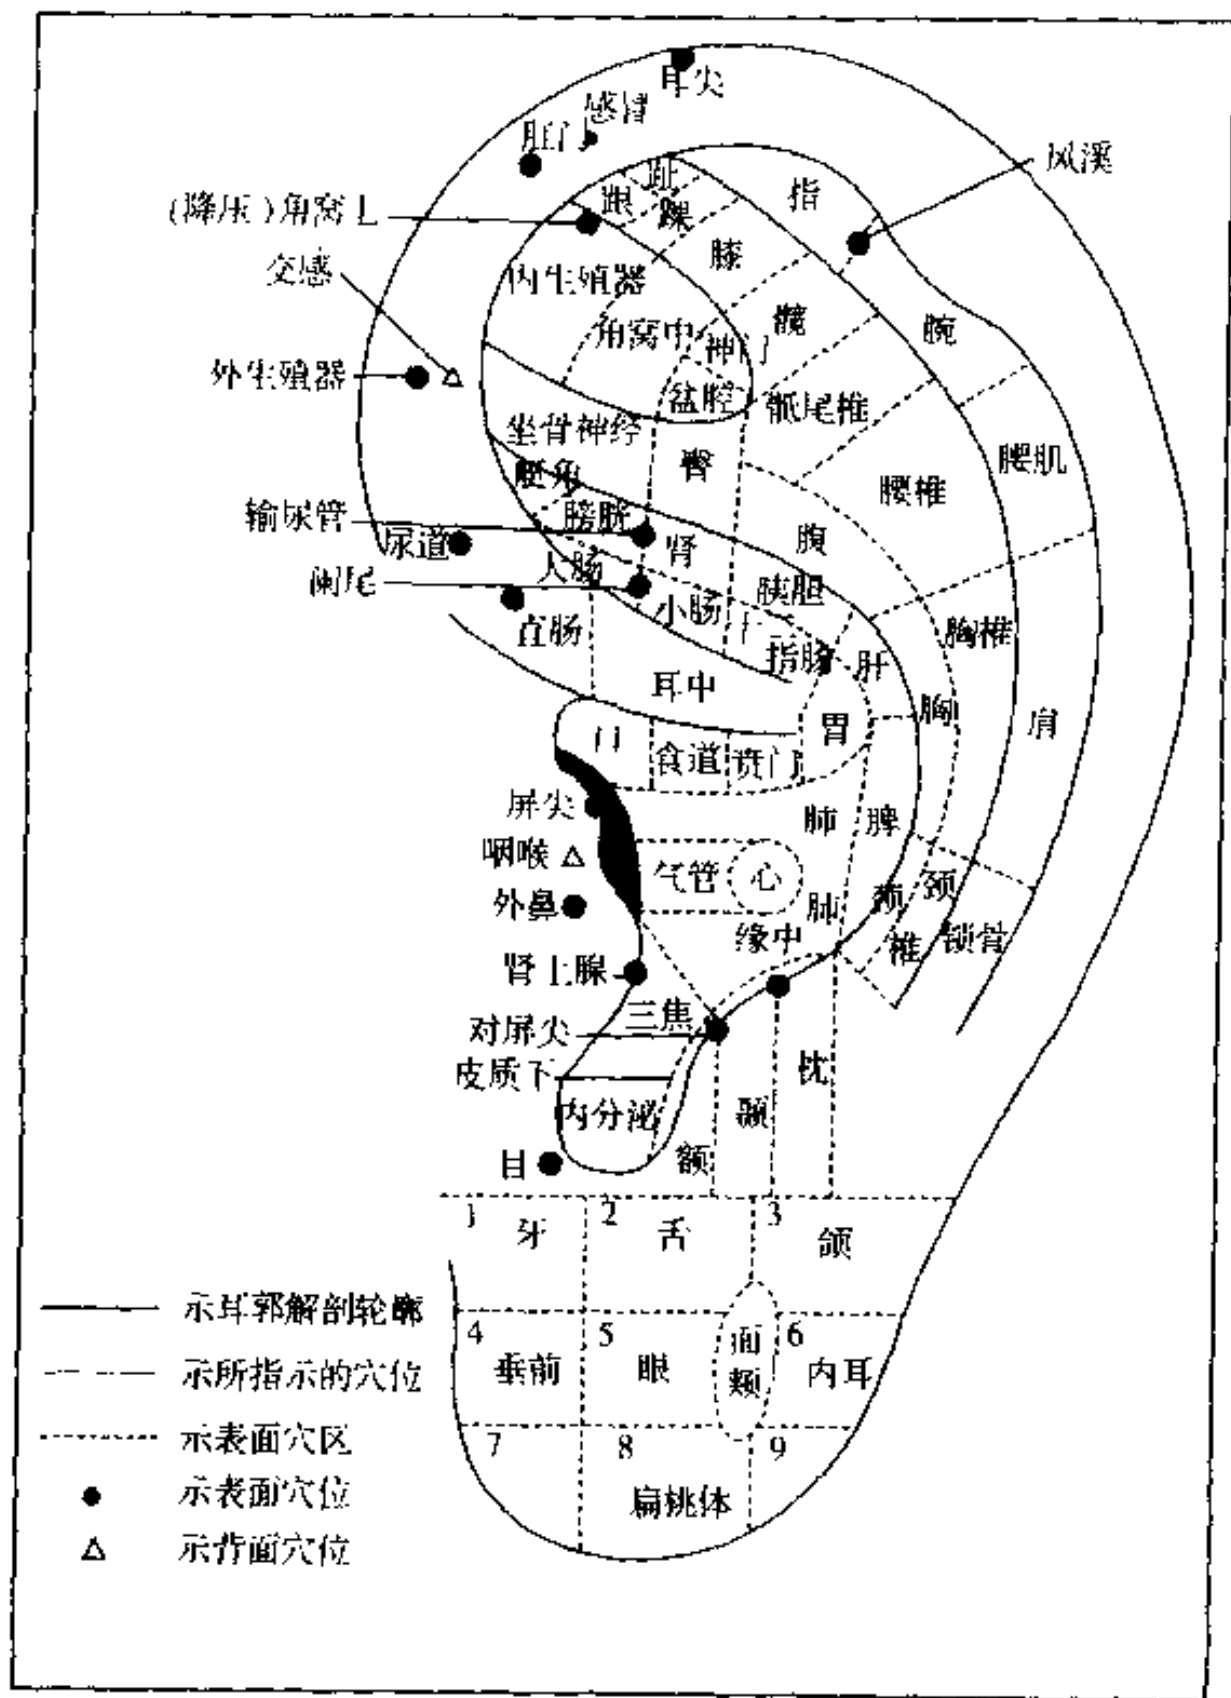 耳尖
感冒
肛门
风溪
趾
指
跟
踝
(降压)角窝上
膝
交感
内生殖器
角窝中
神门
髋
腕
外生殖器
盆腔
骶尾椎
坐骨神经
臀
腰椎
腰肌
艇角
输尿管
膀胱
肾
腹
尿道
大肠
胰胆
阑尾
直肠
小肠
十二
指肠
肝
胸椎
耳中
胃
胸
肩
口
食道
贲门
屏尖
肺
脾
咽喉
气管
心
外鼻
肺
颈
椎
颈
锁骨
缘中
肾上腺
三焦
对屏尖
皮质下
枕
内分泌
颞
额
目
1 牙
2 舌
3 颌
示耳郭解剖轮廓
4
垂前
5
眼
面
颊
6
内耳
示所指示的穴位
示表面穴区
7
8
9
示表面穴位
扁桃体
示背面穴位